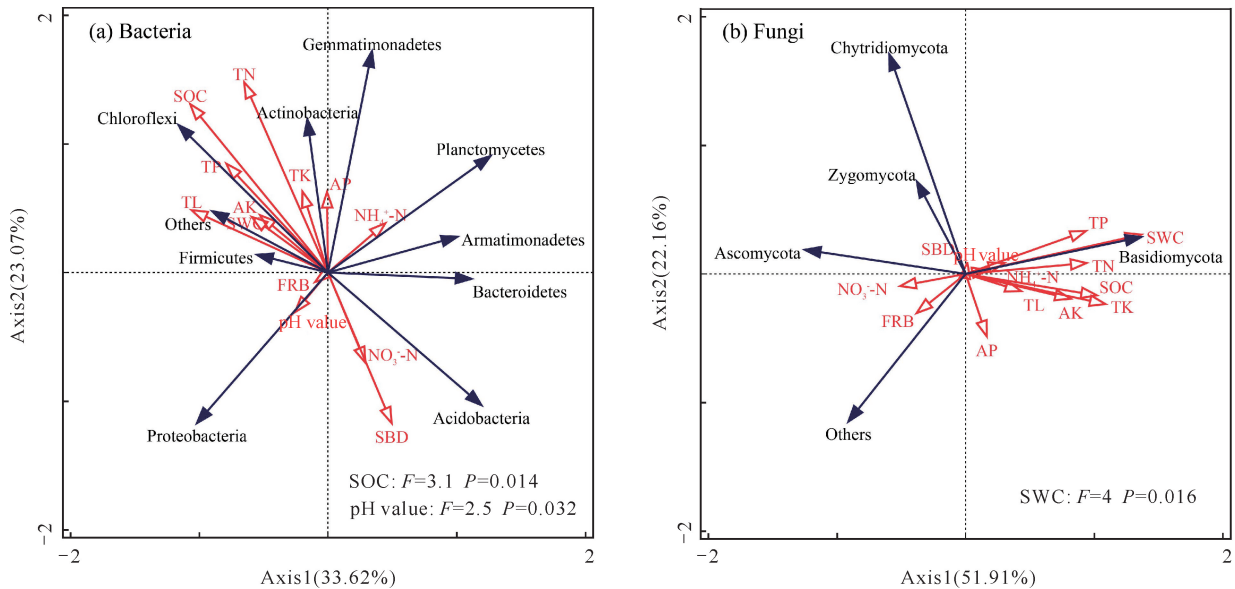 2
(a) Bacteria
Gemmatimonadetes
TN
SOC
Actinobacteria
Chloroflexi
Planctomycetes
TP
TK
AP
TL
AK
NH₄⁺-N
Others
SWC
Armatimonadetes
Firmicutes
FRB
Bacteroidetes
pH value
NO₃⁻-N
Acidobacteria
Proteobacteria
SBD
SOC: F=3.1 P=0.014
pH value: F=2.5 P=0.032
-2
-2
2
Axis1(33.62%)
Axis2(23.07%)
2
(b) Fungi
Chytridiomycota
Zygomycota
TP
SWC
SBD
pH value
Ascomycota
Basidiomycota
TN
NO₃⁻-N
NH₄⁺-N
SOC
TL
AK
TK
FRB
AP
Others
SWC: F=4 P=0.016
-2
-2
2
Axis1(51.91%)
Axis2(22.16%)